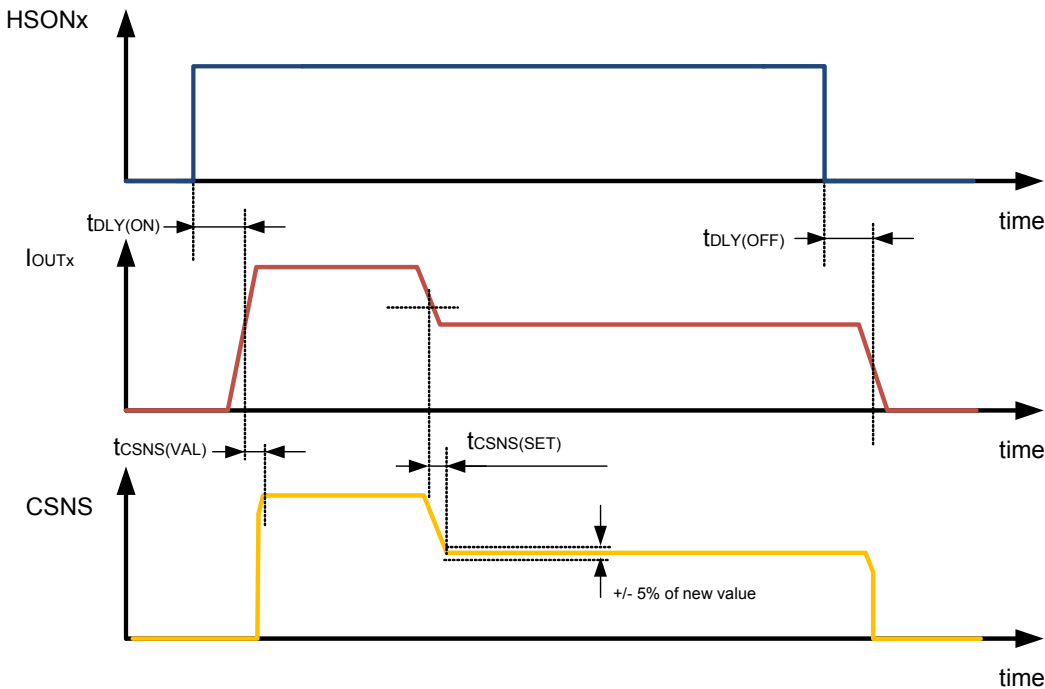 HSONx
time
tDLY(ON)
tDLY(OFF)
IOUTx
time
tCSNS(VAL)
tCSNS(SET)
CSNS
+/- 5% of new value
time